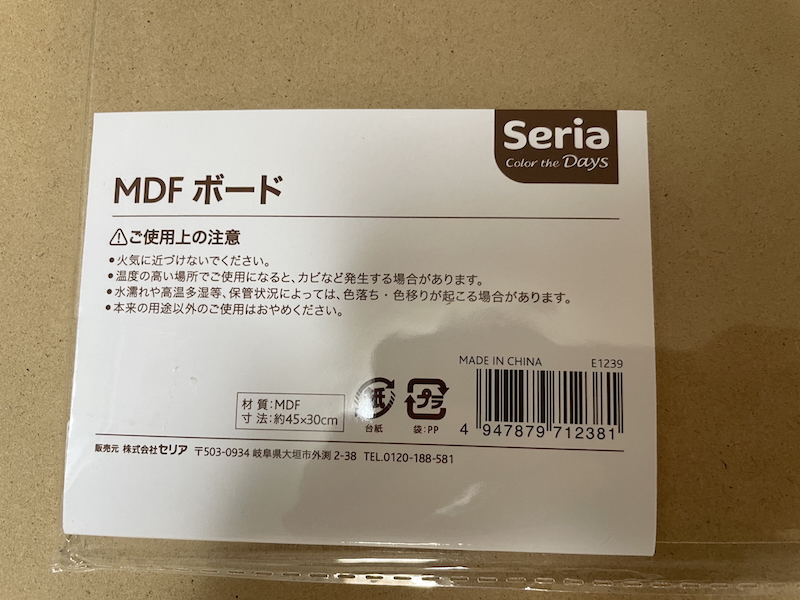 Seria
Color the Days
MDF ボード
⚠ご使用上の注意
●火気に近づけないでください。
●温度の高い場所でご使用になると、カビなど発生する場合があります。
●水濡れや高温多湿等、保管状況によっては、色落ち・色移りが起こる場合があります。
●本来の用途以外のご使用はおやめください。
MADE IN CHINA E1239
材 質:MDF
寸 法:約45×30cm
紙
台紙
プラ
袋:PP
4 947879 712381
販売元 株式会社セリア 〒503-0934 岐阜県大垣市外渕 2-38 TEL.0120-188-581